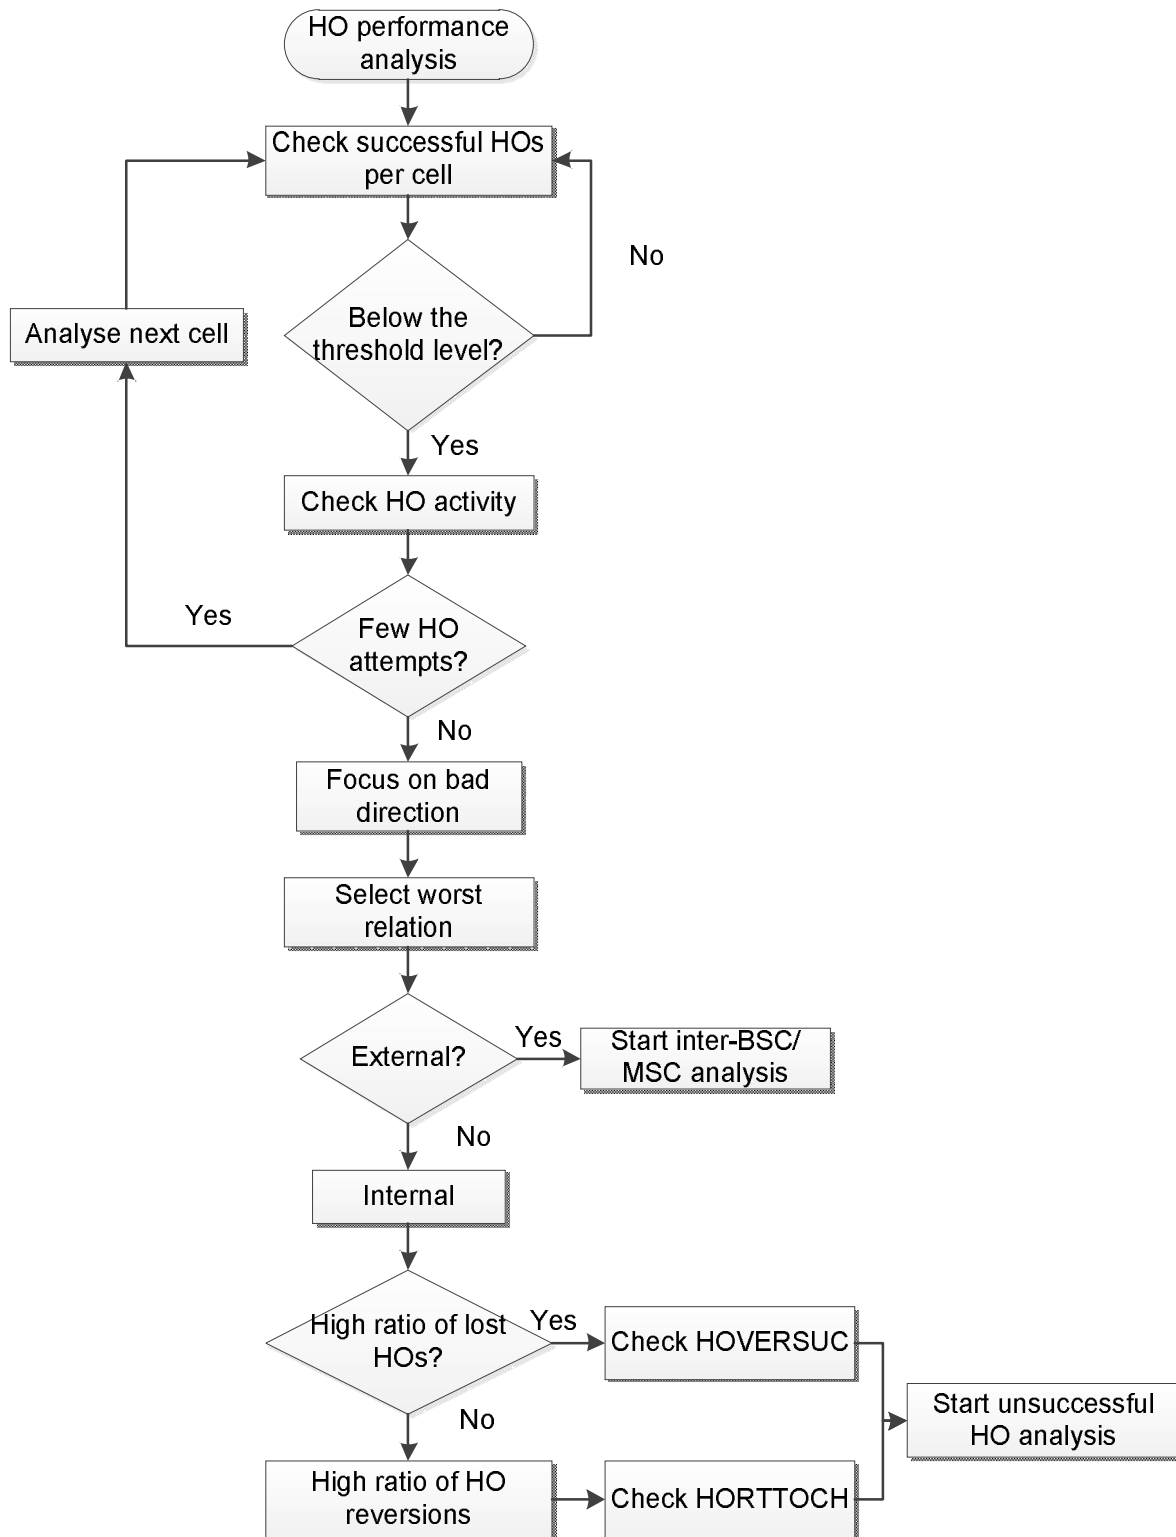 HO performance
analysis
Check successful HOs
per cell
No
Below the
threshold level?
Analyse next cell
Yes
Check HO activity
Yes
Few HO
attempts?
No
Focus on bad
direction
Select worst
relation
External?
Yes
Start inter-BSC/
MSC analysis
No
Internal
High ratio of lost
HOs?
Yes
Check HOVERSUC
Start unsuccessful
HO analysis
No
High ratio of HO
reversions
Check HORTTOCH